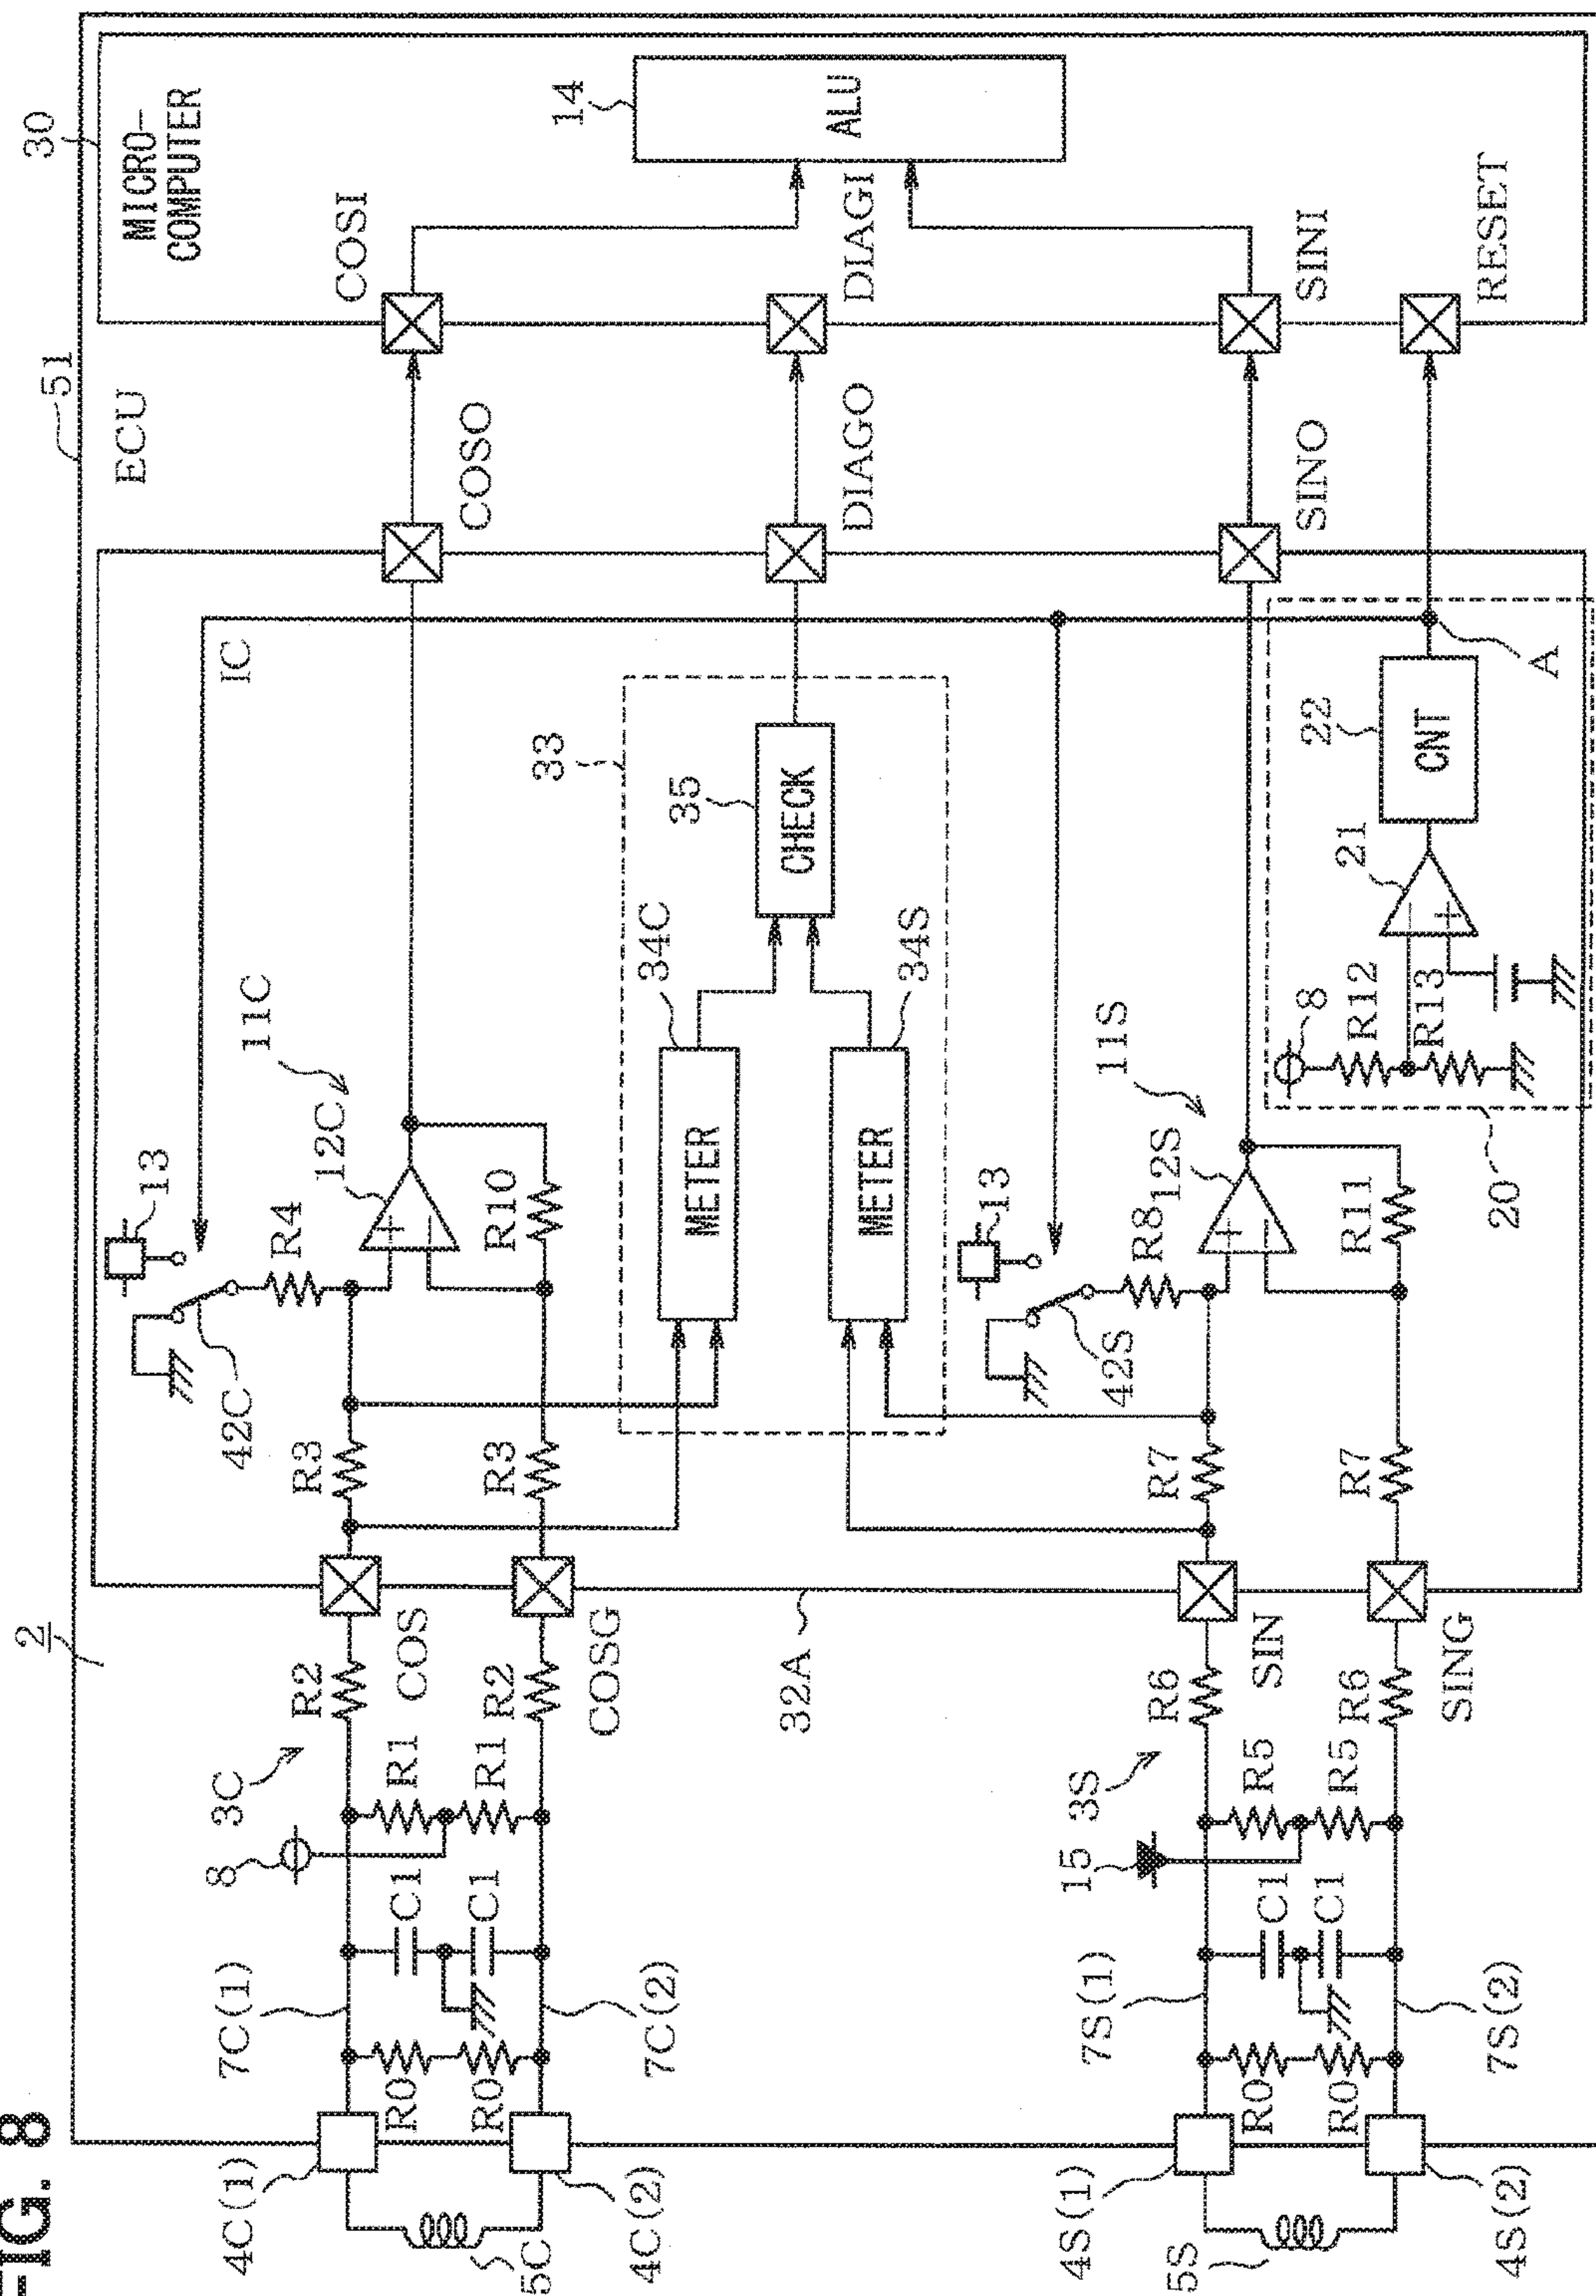 FIG. 8
2
51
ECU
30
MICRO-
COMPUTER
14
ALU
COSI
DIAGI
SINI
RESET
COSO
DIAGO
SINO
IC
13
42C
R4
12C
11C
R10
R3
R3
33
34C
METER
METER
34S
35
CHECK
13
42S
R8
12S
11S
R11
R7
R7
20
8
R12
R13
21
22
CNT
A
32A
COS
COSG
SIN
SING
R2
R2
3C
8
R1
R1
C1
C1
7C(1)
7C(2)
R0
R0
4C(1)
4C(2)
5C
R6
R6
3S
15
R5
R5
C1
C1
7S(1)
7S(2)
R0
R0
4S(1)
4S(2)
5S